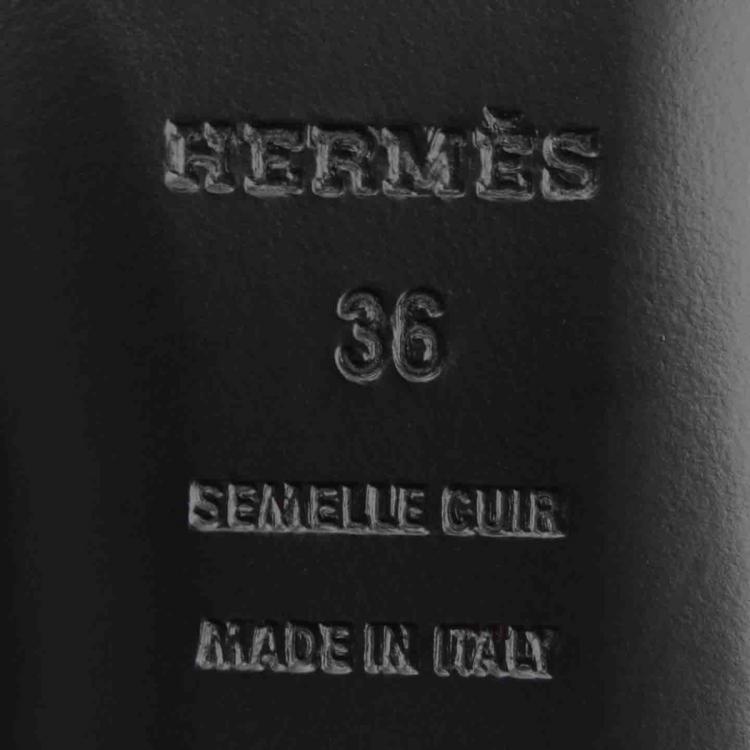 HERMÈS
36
SEMELLE CUIR
MADE IN ITALY